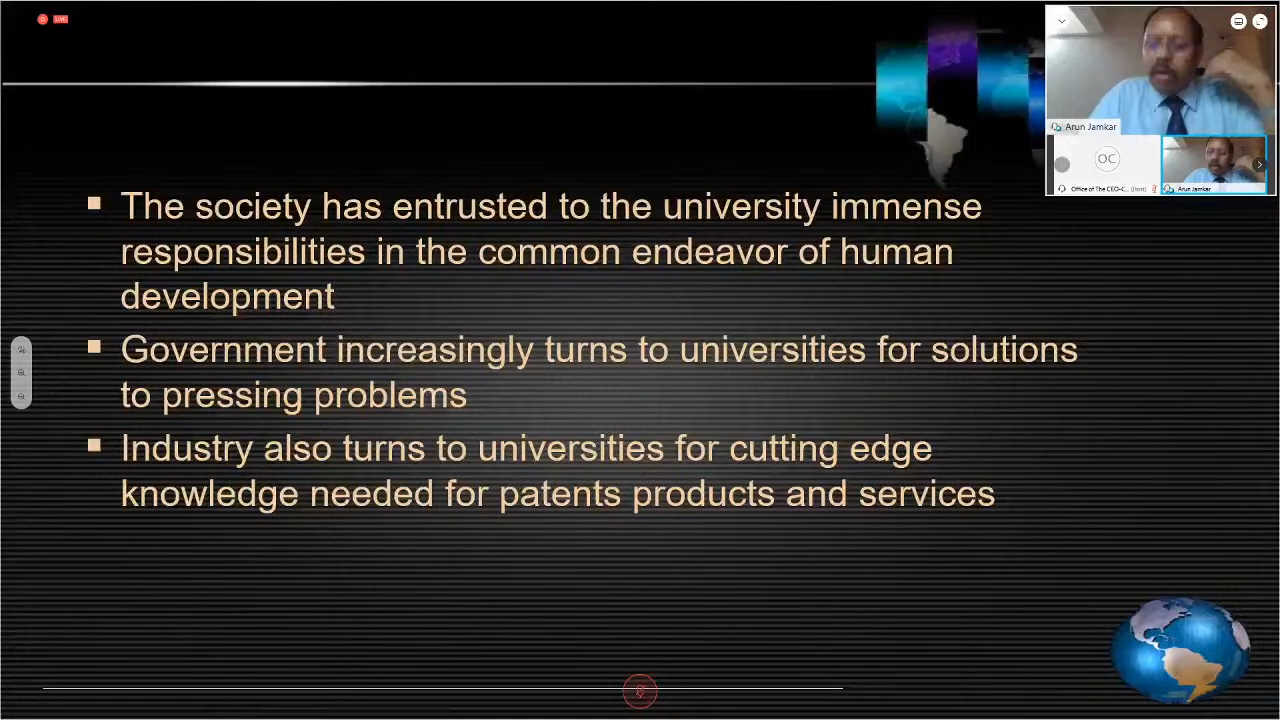 LIVE
Arun Jamkar
OC
Office of The CEO-C... (Host)
Arun Jamkar
The society has entrusted to the university immense
responsibilities in the common endeavor of human
development
Government increasingly turns to universities for solutions
to pressing problems
Industry also turns to universities for cutting edge
knowledge needed for patents products and services